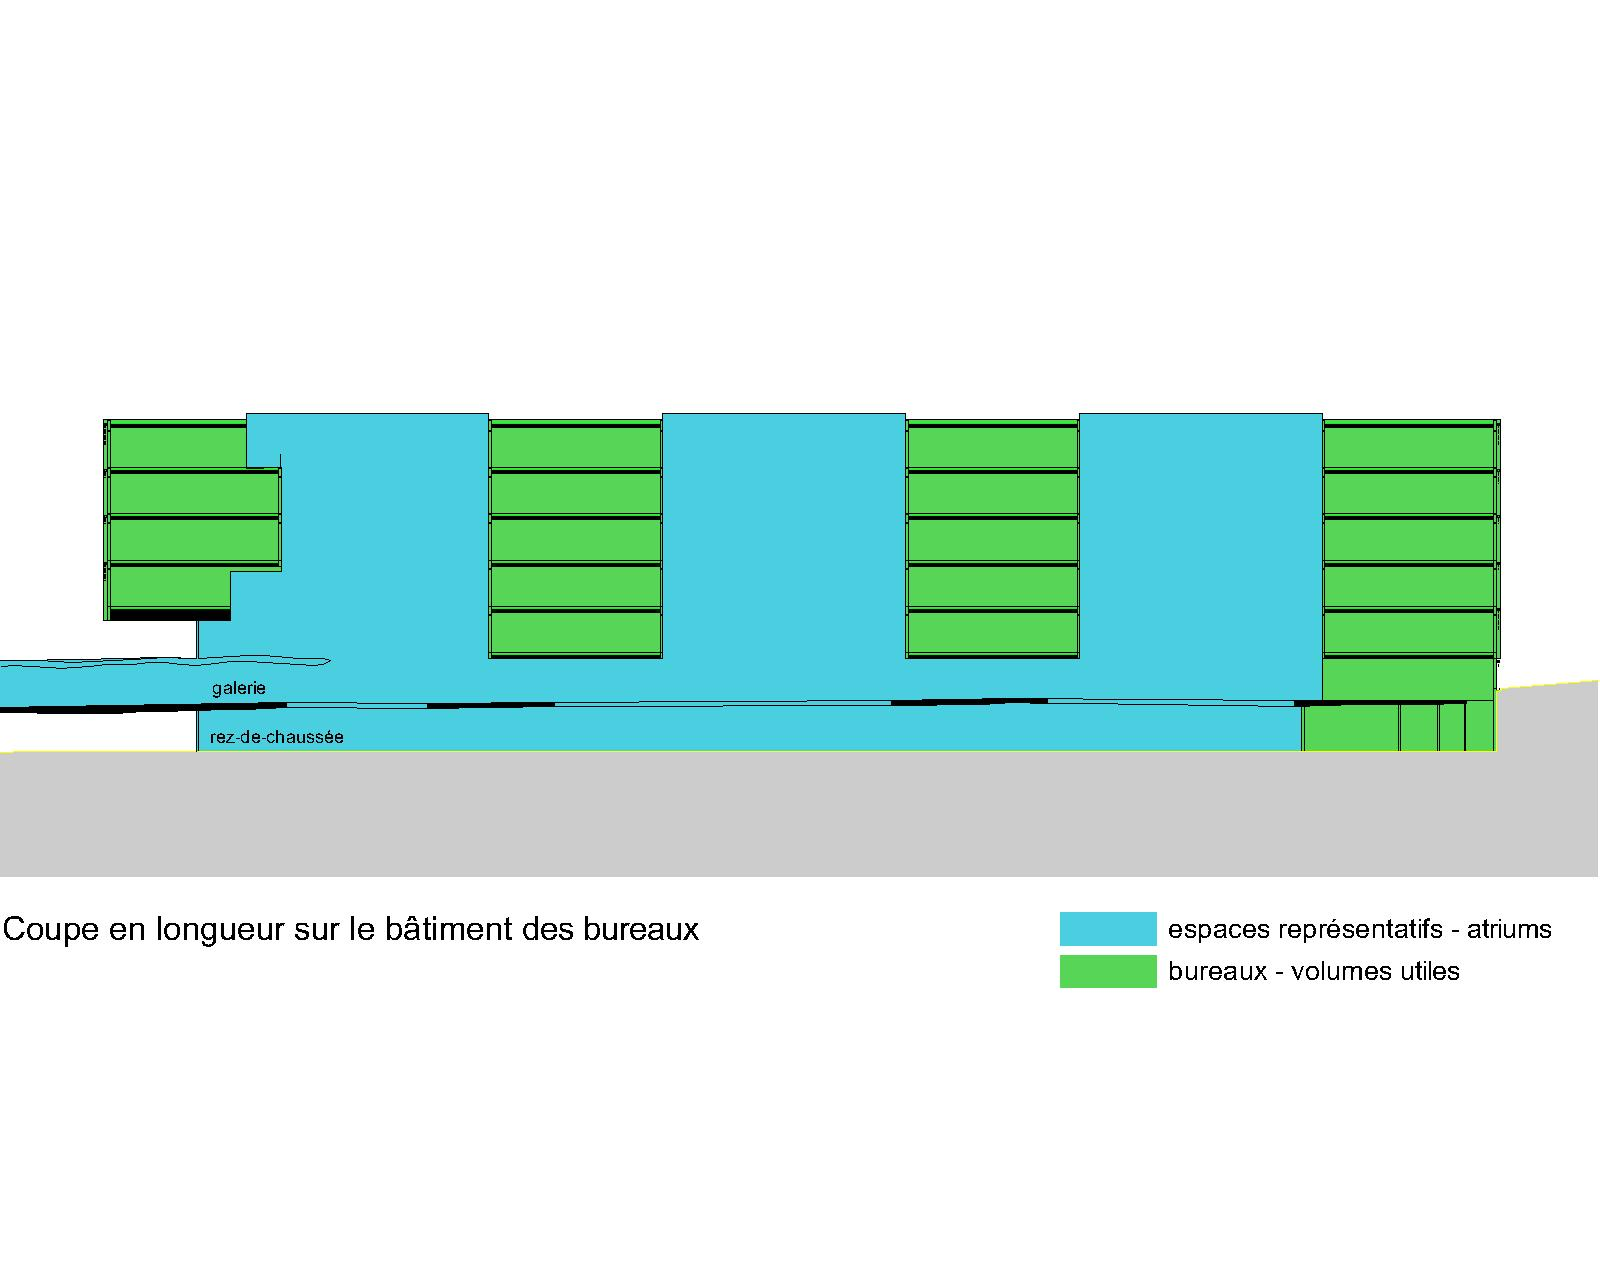 galerie
rez-de-chaussée
Coupe en longueur sur le bâtiment des bureaux
espaces représentatifs - atriums
bureaux - volumes utiles